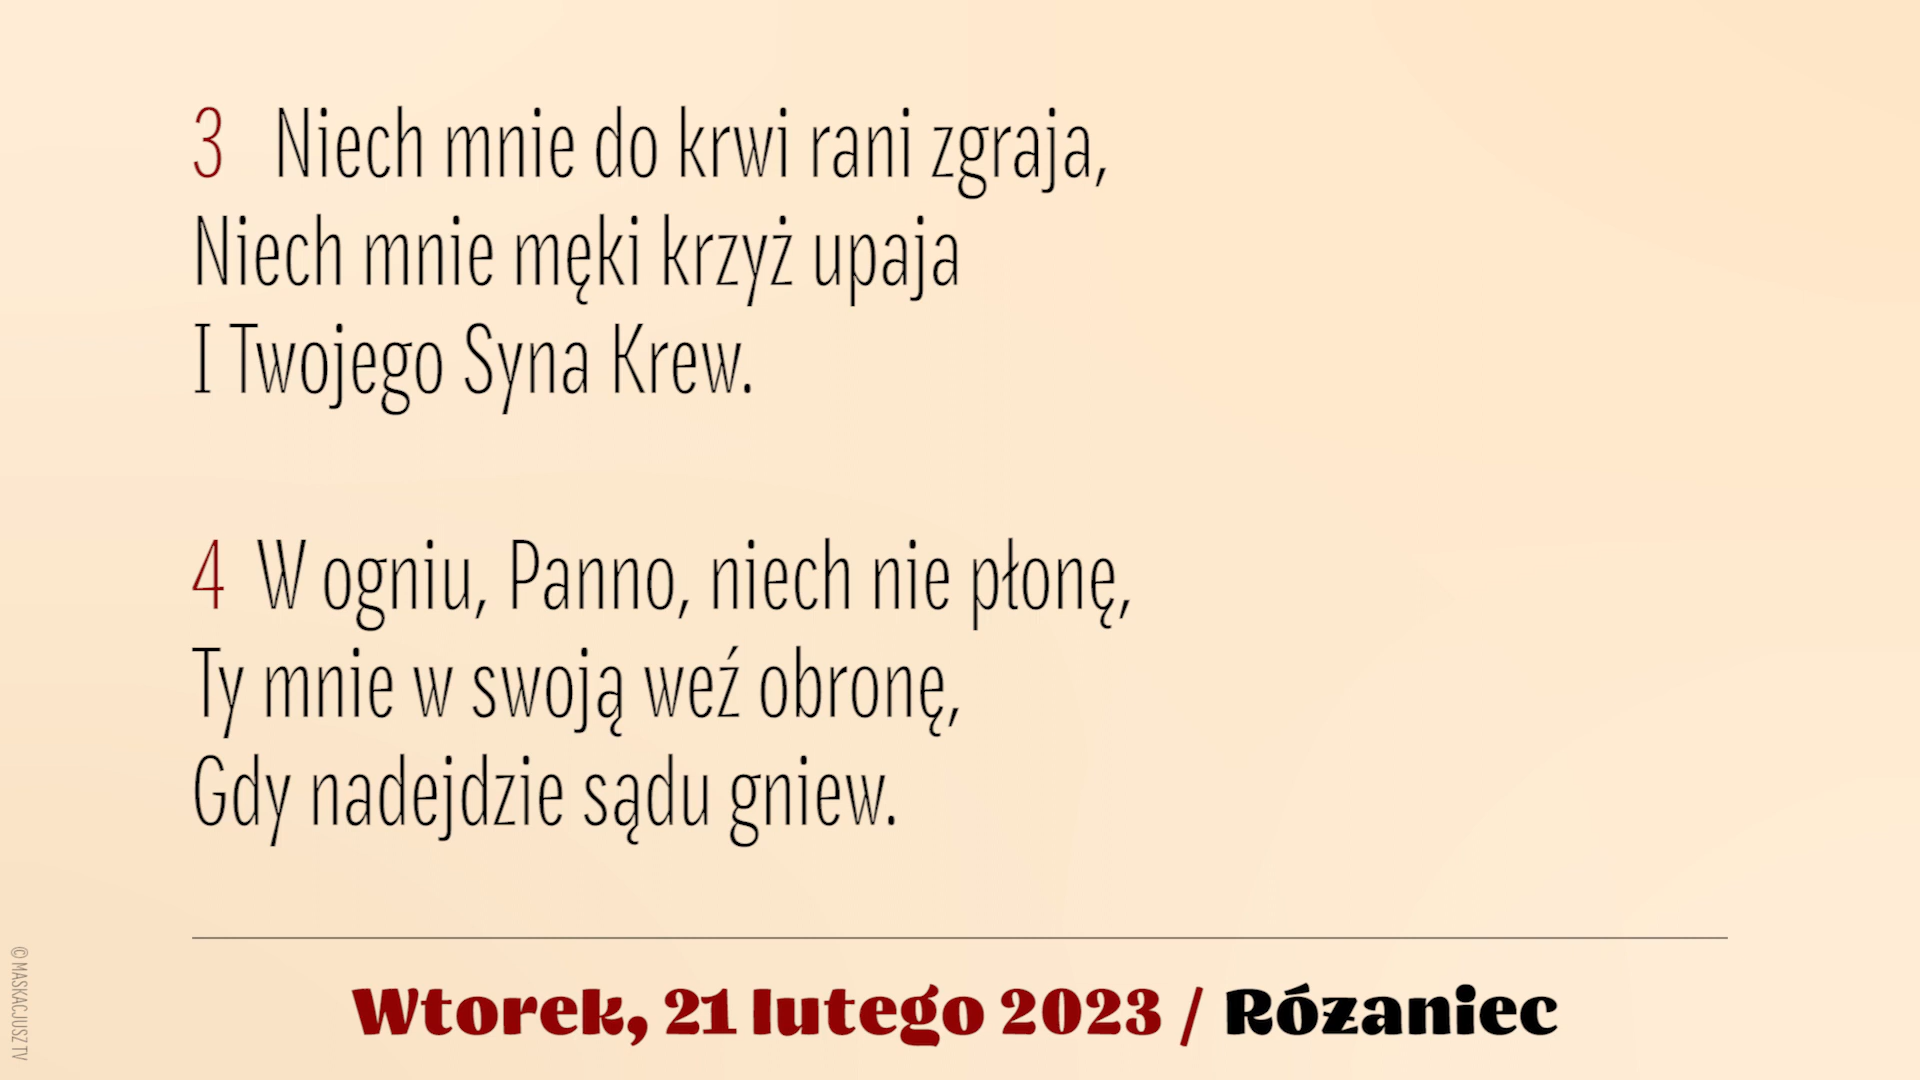 3 Niech mnie do krwi rani zgraja,
Niech mnie męki krzyż upaja
I Twojego Syna Krew.
4 W ogniu, Panno, niech nie płonę,
Ty mnie w swoją weź obronę,
Gdy nadejdzie sądu gniew.
Wtorek, 21 lutego 2023 / Różaniec
© MASKACJUSZ TV